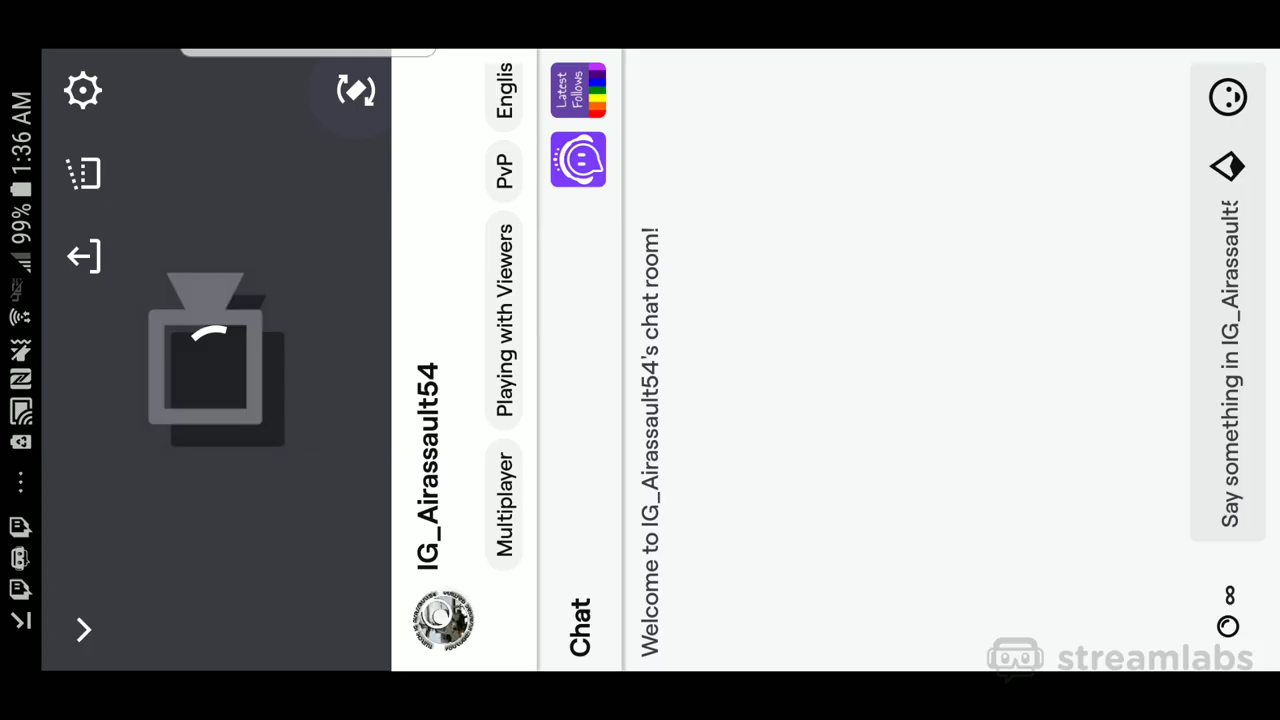 99% 1:36 AM
IG_Airassault54
Multiplayer Playing with Viewers PvP Englis
Chat
Latest
Follows
Welcome to IG_Airassault54's chat room!
∞ Say something in IG_Airassault5
streamlabs